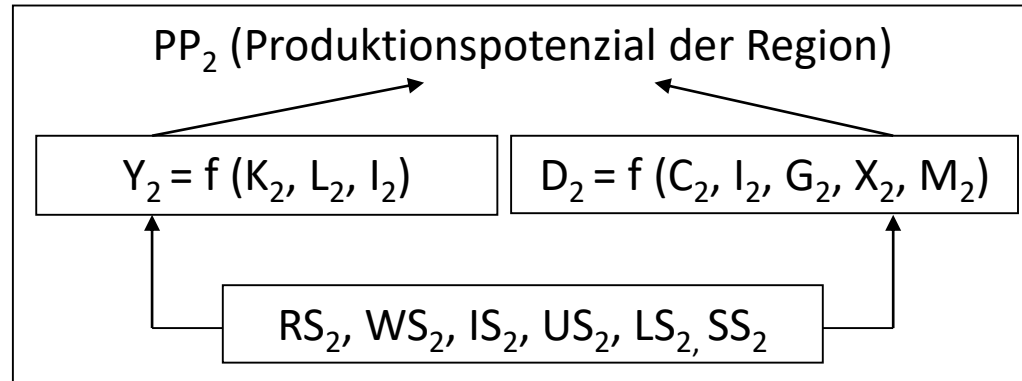 PP₂ (Produktionspotenzial der Region)
Y₂ = f (K₂, L₂, I₂)
D₂ = f (C₂, I₂, G₂, X₂, M₂)
RS₂, WS₂, IS₂, US₂, LS₂, SS₂